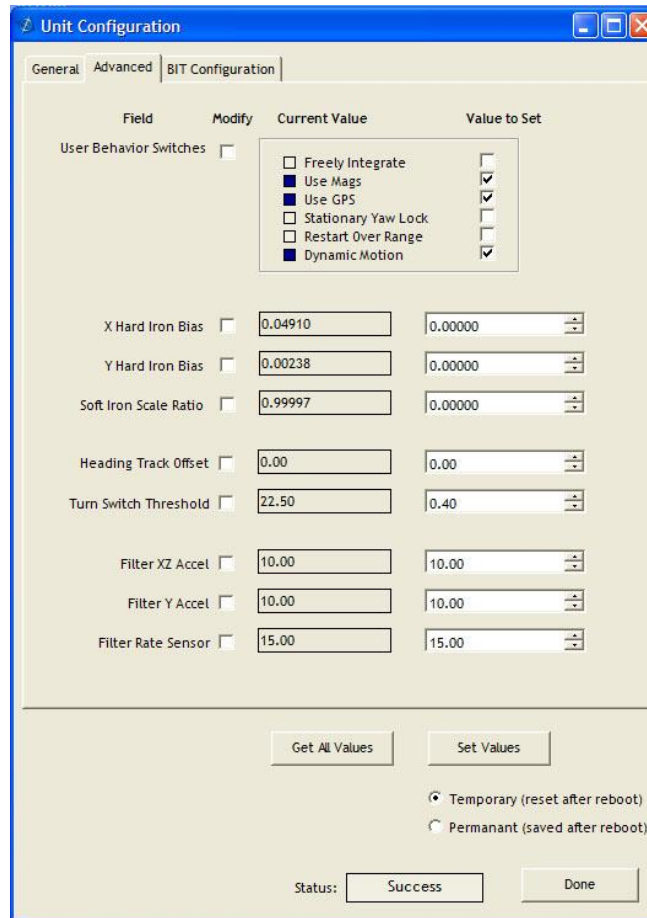 Unit Configuration
General Advanced BIT Configuration
Field Modify Current Value Value to Set
User Behavior Switches
Freely Integrate
Use Mags
Use GPS
Stationary Yaw Lock
Restart Over Range
Dynamic Motion
X Hard Iron Bias 0.04910 0.00000
Y Hard Iron Bias 0.00238 0.00000
Soft Iron Scale Ratio 0.99997 0.00000
Heading Track Offset 0.00 0.00
Turn Switch Threshold 22.50 0.40
Filter XZ Accel 10.00 10.00
Filter Y Accel 10.00 10.00
Filter Rate Sensor 15.00 15.00
Get All Values Set Values
Temporary (reset after reboot)
Permanant (saved after reboot)
Status: Success Done